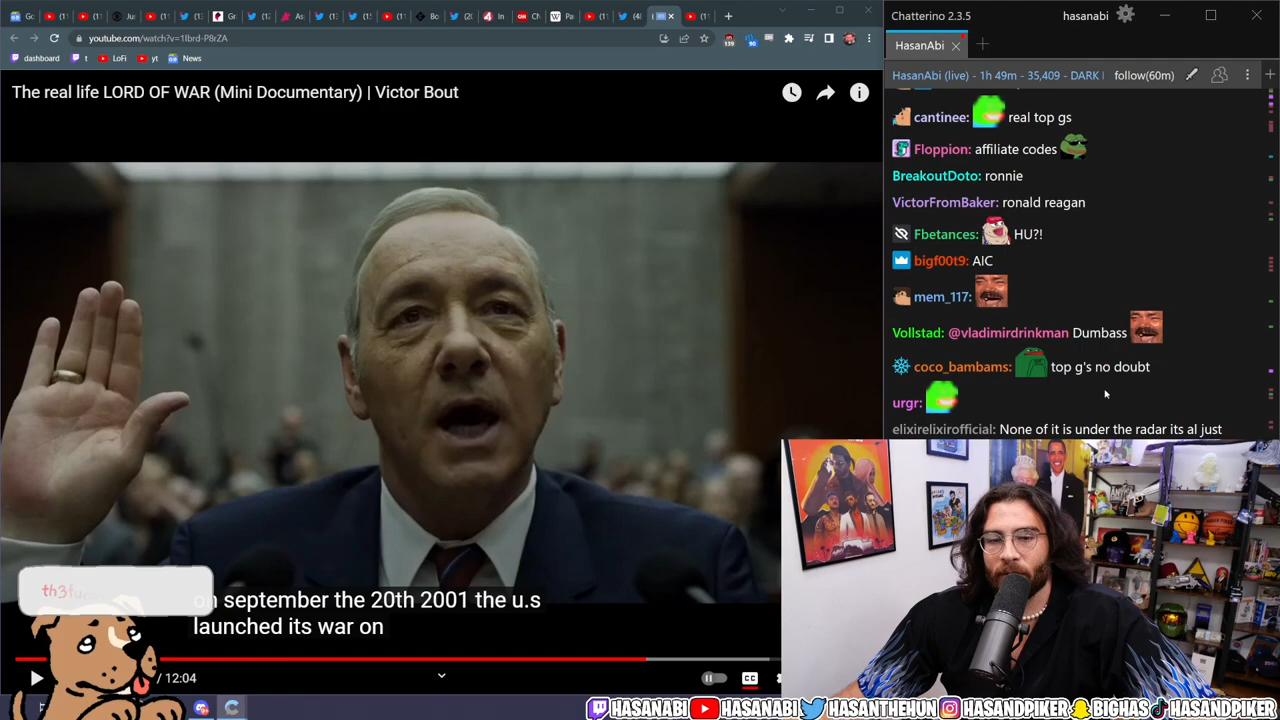 Chatterino 2.3.5
hasanabi
youtube.com/watch?v=1Ibrd-P8rZA
HasanAbi
dashboard
t
LoFi
yt
News
HasanAbi (live) - 1h 49m - 35,409 - DARK
follow(60m)
The real life LORD OF WAR (Mini Documentary) | Victor Bout
cantinee: real top gs
Floppion: affiliate codes
BreakoutDoto: ronnie
VictorFromBaker: ronald reagan
Fbetances: HU?!
bigf00t9: AIC
mem_117:
Vollstad: @vladimirdrinkman Dumbass
coco_bambams: top g's no doubt
urgr:
elixirelixirofficial: None of it is under the radar its al just
on september the 20th 2001 the u.s
launched its war on
/ 12:04
CC
HASANABI
HASANABI
HASANTHEHUN
HASANDPIKER
BIGHAS
HASANDPIKER